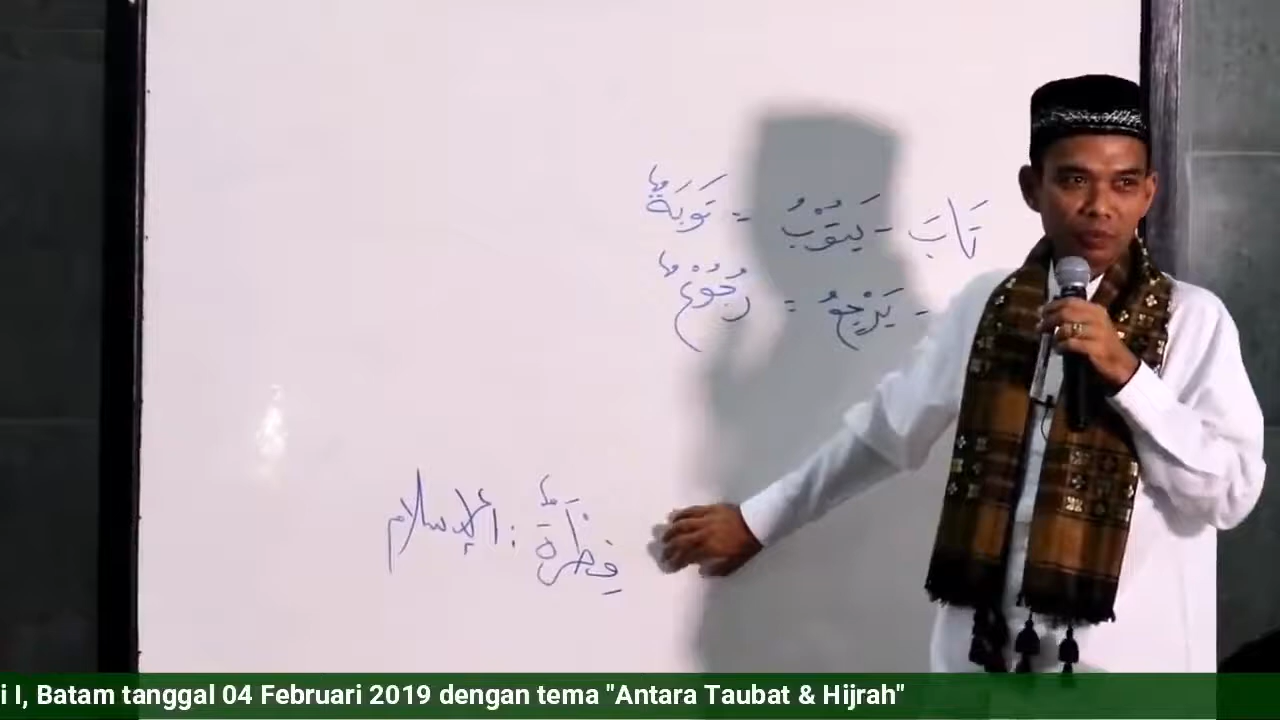 تَابَ - يَتُوْبُ = تَوْبَةً
- يَرْجِعُ = رُجُوْعً
فِطْرَةً : الإسلام
i I, Batam tanggal 04 Februari 2019 dengan tema "Antara Taubat & Hijrah"